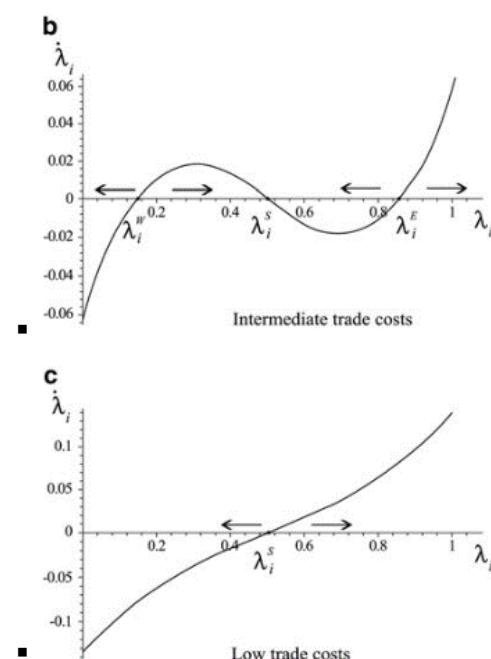 b
λ̇ᵢ
0.06
0.04
0.02
0
-0.02
-0.04
-0.06
0.2 0.4 0.6 0.8 1 λᵢ
λᵢᵂ λᵢˢ λᵢᴱ
Intermediate trade costs
c
λ̇ᵢ
0.1
0.05
0
-0.05
-0.1
0.2 0.4 0.6 0.8 1 λᵢ
λᵢˢ
Low trade costs